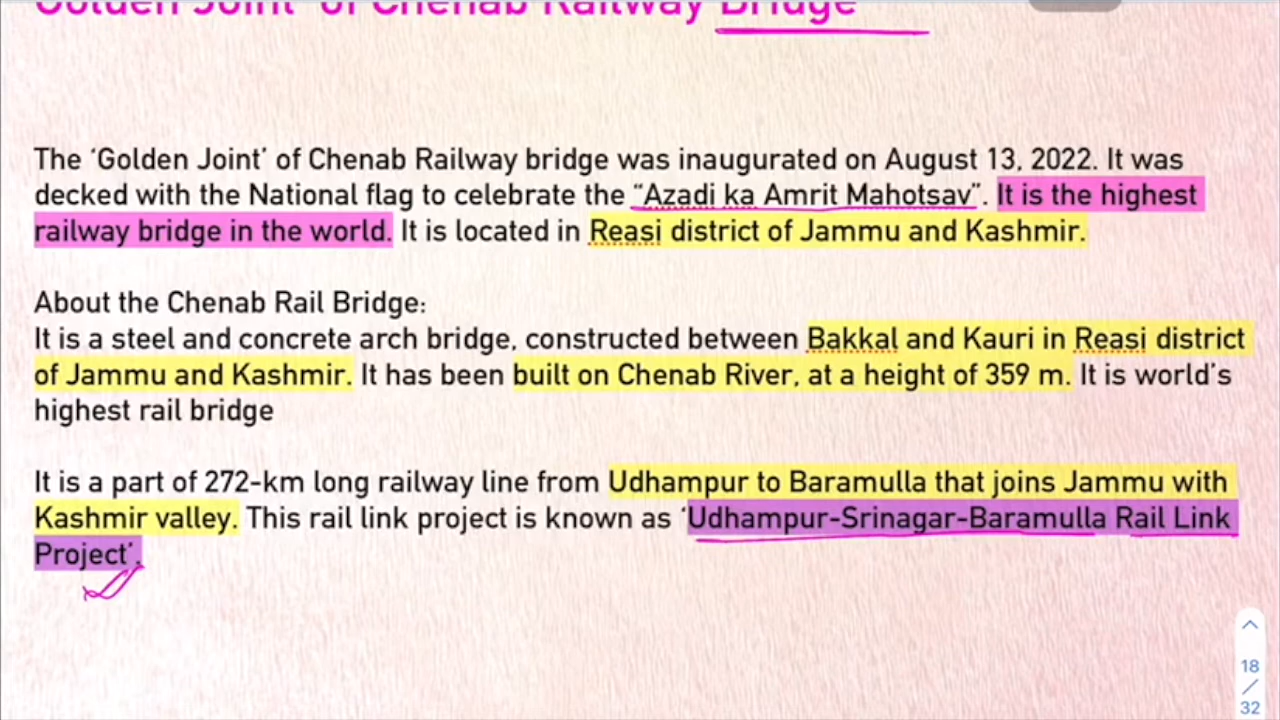 'Golden Joint' of Chenab Railway Bridge
The ‘Golden Joint’ of Chenab Railway bridge was inaugurated on August 13, 2022. It was
decked with the National flag to celebrate the “Azadi ka Amrit Mahotsav”. It is the highest
railway bridge in the world. It is located in Reasi district of Jammu and Kashmir.
About the Chenab Rail Bridge:
It is a steel and concrete arch bridge, constructed between Bakkal and Kauri in Reasi district
of Jammu and Kashmir. It has been built on Chenab River, at a height of 359 m. It is world’s
highest rail bridge
It is a part of 272-km long railway line from Udhampur to Baramulla that joins Jammu with
Kashmir valley. This rail link project is known as ‘Udhampur-Srinagar-Baramulla Rail Link
Project’.
18
/
32